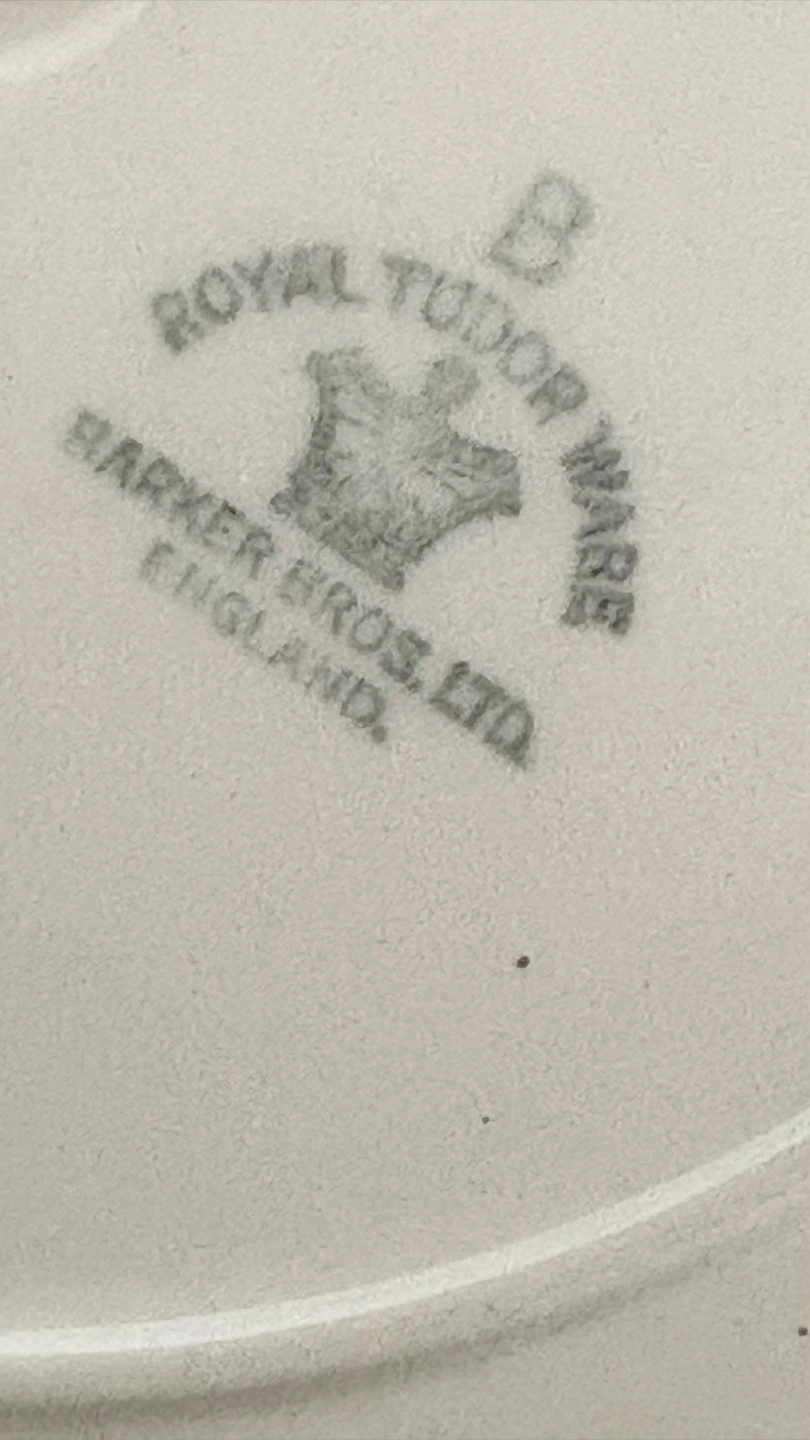 B
ROYAL TUDOR WARE
BARKER BROS. LTD.
ENGLAND.